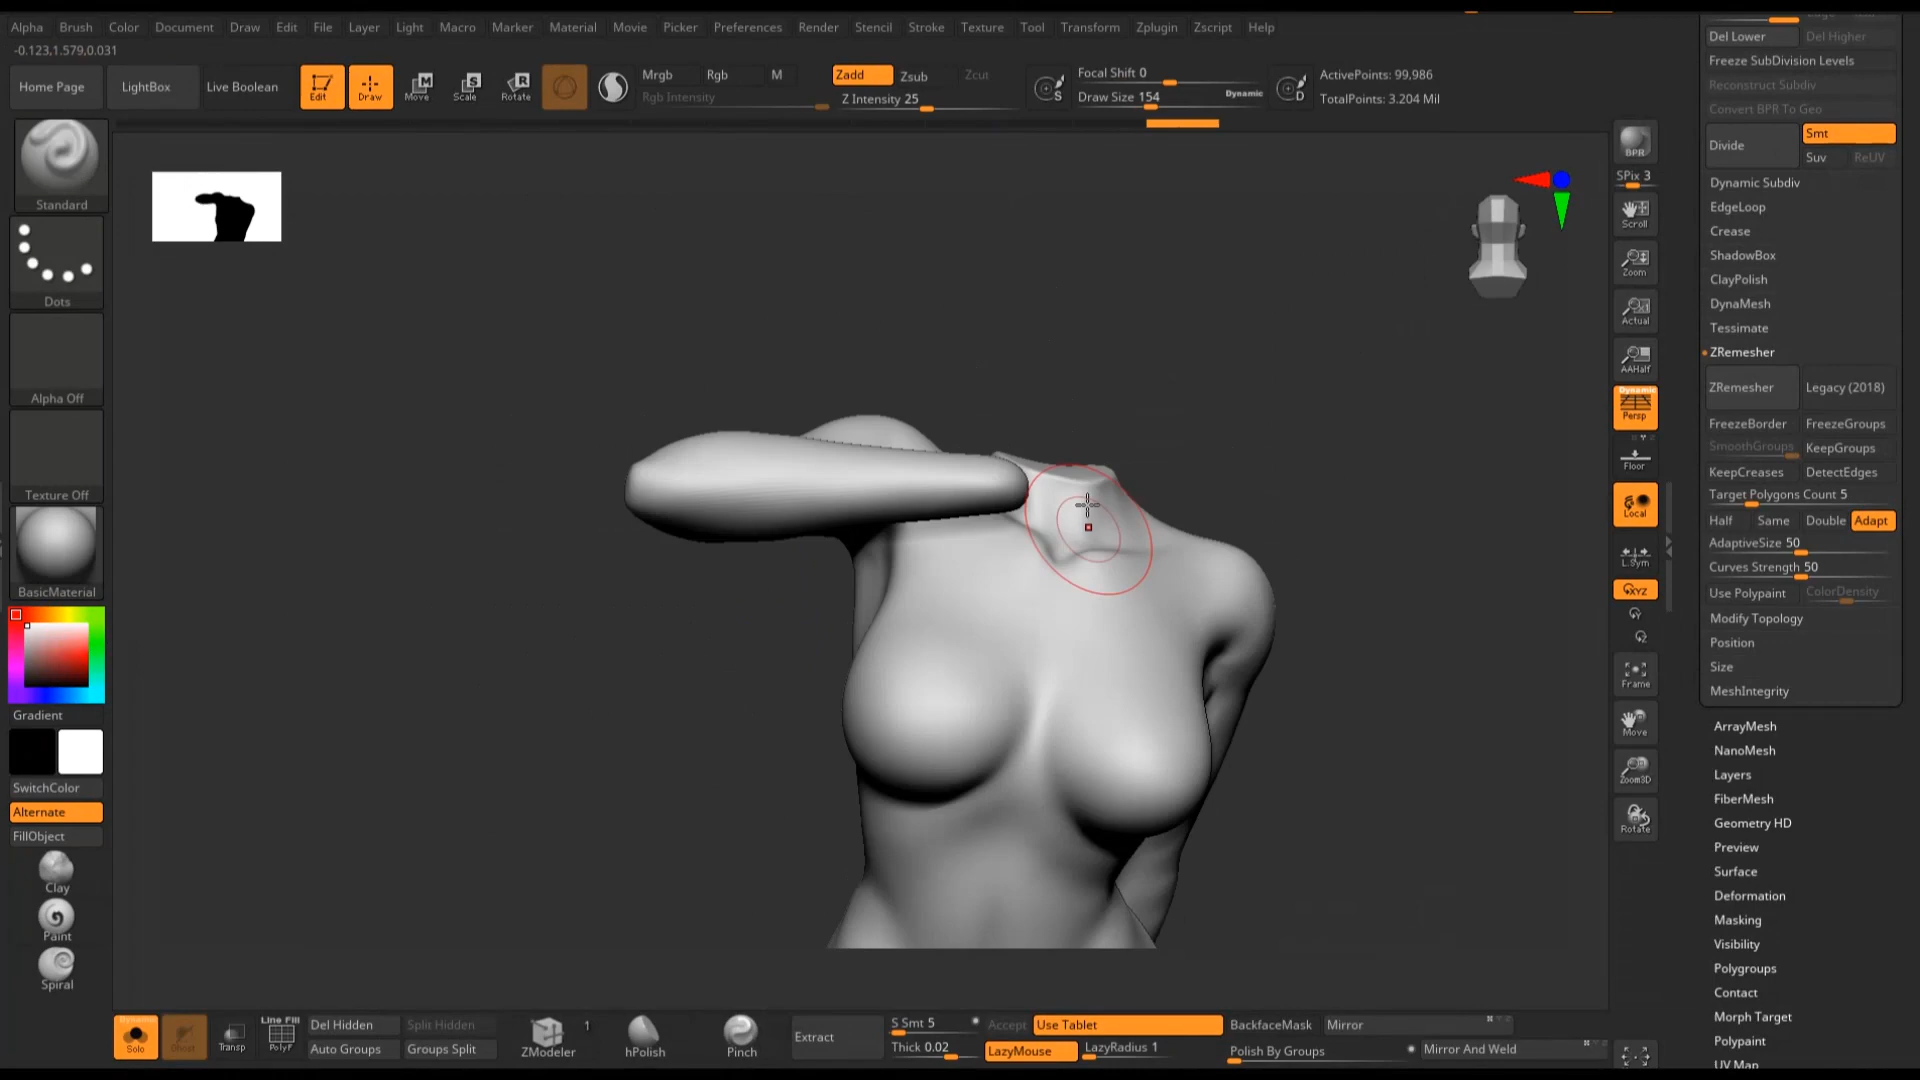 Alpha Brush Color Document Draw Edit File Layer Light Macro Marker Material Movie Picker Preferences Render Stencil Stroke Texture Tool Transform Zplugin Zscript Help
-0.123,1.579,0.031
Home Page LightBox Live Boolean Edit Draw Move Scale Rotate
Mrgb Rgb M Zadd Zsub Zcut
Rgb Intensity Z Intensity 25
Focal Shift 0
Draw Size 154 Dynamic
ActivePoints: 99,986
TotalPoints: 3.204 Mil
Standard
Dots
Alpha Off
Texture Off
BasicMaterial
Gradient
SwitchColor
Alternate
FillObject
Clay
Paint
Spiral
BPR
SPix 3
Scroll
Zoom
Actual
AAHalf
Dynamic
Persp
Floor
Local
L.Sym
XYZ
Frame
Move
Zoom3D
Rotate
Del Lower Del Higher
Freeze SubDivision Levels
Reconstruct Subdiv
Convert BPR To Geo
Divide Smt
Suv ReUV
Dynamic Subdiv
EdgeLoop
Crease
ShadowBox
ClayPolish
DynaMesh
Tessimate
ZRemesher
ZRemesher Legacy (2018)
FreezeBorder FreezeGroups
SmoothGroups KeepGroups
KeepCreases DetectEdges
Target Polygons Count 5
Half Same Double Adapt
AdaptiveSize 50
Curves Strength 50
Use Polypaint ColorDensity
Modify Topology
Position
Size
MeshIntegrity
ArrayMesh
NanoMesh
Layers
FiberMesh
Geometry HD
Preview
Surface
Deformation
Masking
Visibility
Polygroups
Contact
Morph Target
Polypaint
UV Map
Dynamic
Solo Ghost Transp
Line Fill
PolyF
Del Hidden Split Hidden
Auto Groups Groups Split
ZModeler 1
hPolish
Pinch
Extract
S Smt 5 Accept Use Tablet BackfaceMask Mirror
Thick 0.02 LazyMouse LazyRadius 1 Polish By Groups Mirror And Weld